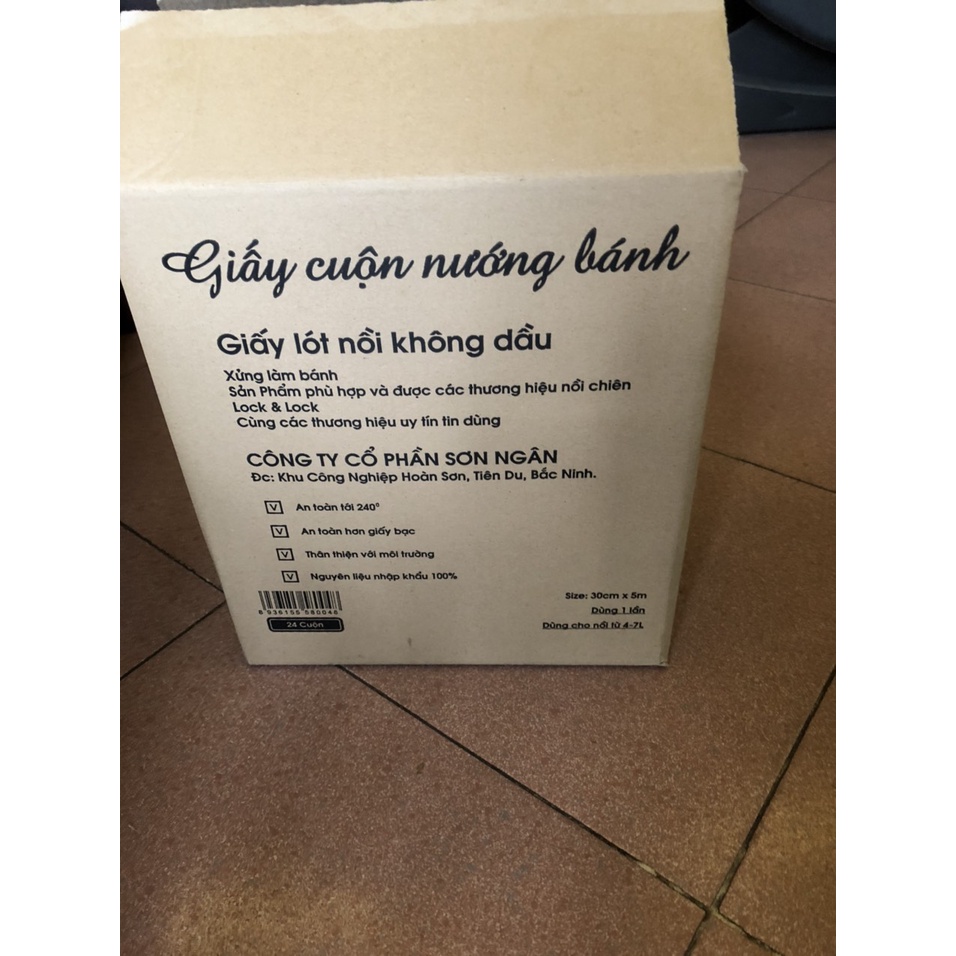 Giấy cuộn nướng bánh
Giấy lót nồi không dầu
Xửng làm bánh
Sản Phẩm phù hợp và được các thương hiệu nồi chiên
Lock & Lock
Cùng các thương hiệu uy tín tin dùng
CÔNG TY CỔ PHẦN SƠN NGÂN
Đc: Khu Công Nghiệp Hoàn Sơn, Tiên Du, Bắc Ninh.
V An toàn tới 240⁰
V An toàn hơn giấy bạc
V Thân thiện với môi trường
V Nguyên liệu nhập khẩu 100%
8 936155 580046
24 Cuộn
Size: 30cm x 5m
Dùng 1 lần
Dùng cho nồi từ 4-7L